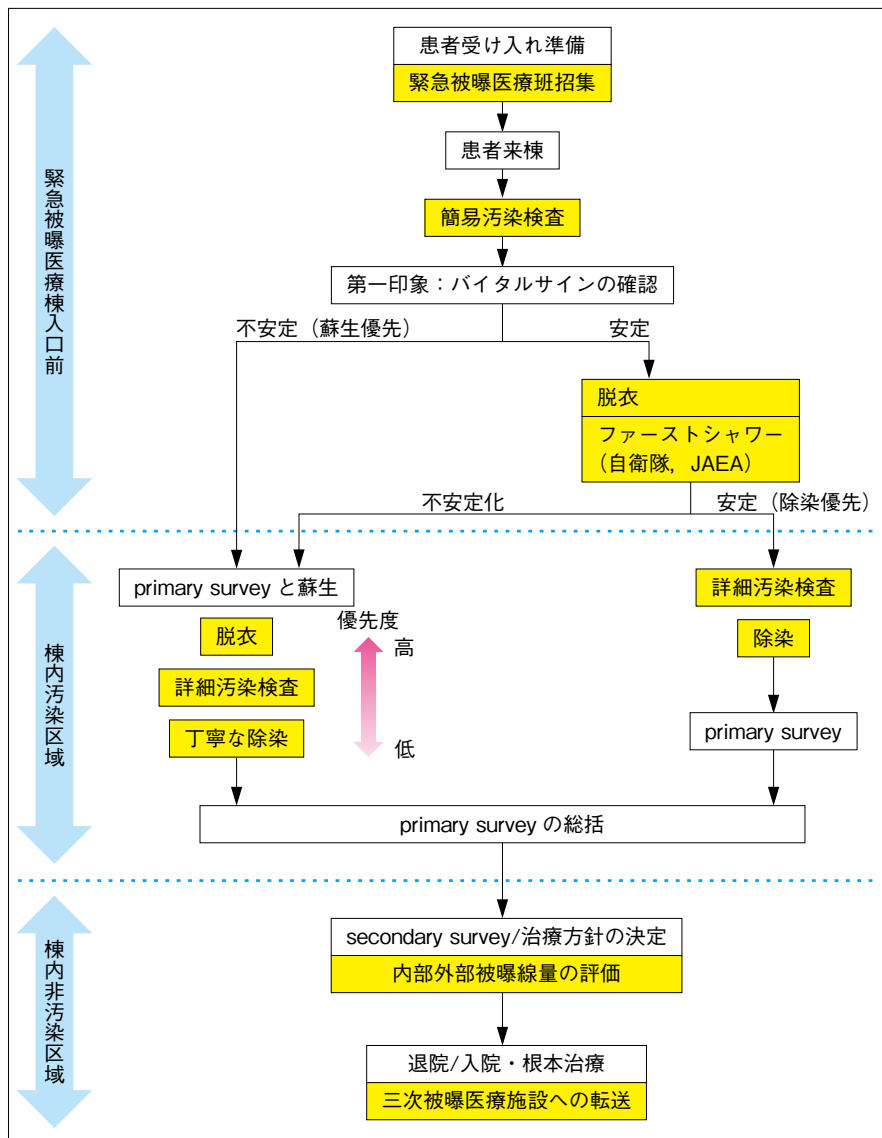 患者受け入れ準備
緊急被曝医療班招集
患者来棟
簡易汚染検査
第一印象：バイタルサインの確認
不安定（蘇生優先）
安定
脱衣
ファーストシャワー
（自衛隊，JAEA）
不安定化
安定（除染優先）
緊急被曝医療棟入口前
primary survey と蘇生
脱衣
詳細汚染検査
丁寧な除染
優先度
高
低
詳細汚染検査
除染
primary survey
primary survey の総括
棟内汚染区域
secondary survey/治療方針の決定
内部外部被曝線量の評価
退院/入院・根本治療
三次被曝医療施設への転送
棟内非汚染区域